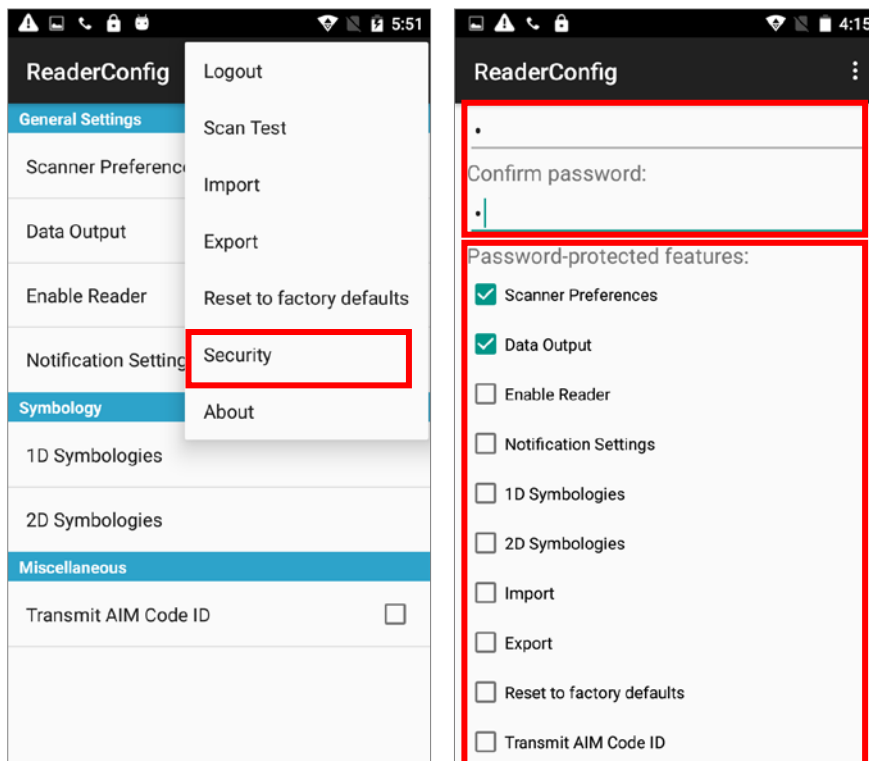 5:51
ReaderConfig
Logout
General Settings
Scan Test
Scanner Preferenc
Import
Data Output
Export
Enable Reader
Reset to factory defaults
Notification Setting
Security
Symbology
About
1D Symbologies
2D Symbologies
Miscellaneous
Transmit AIM Code ID
4:15
ReaderConfig
Confirm password:
Password-protected features:
Scanner Preferences
Data Output
Enable Reader
Notification Settings
1D Symbologies
2D Symbologies
Import
Export
Reset to factory defaults
Transmit AIM Code ID